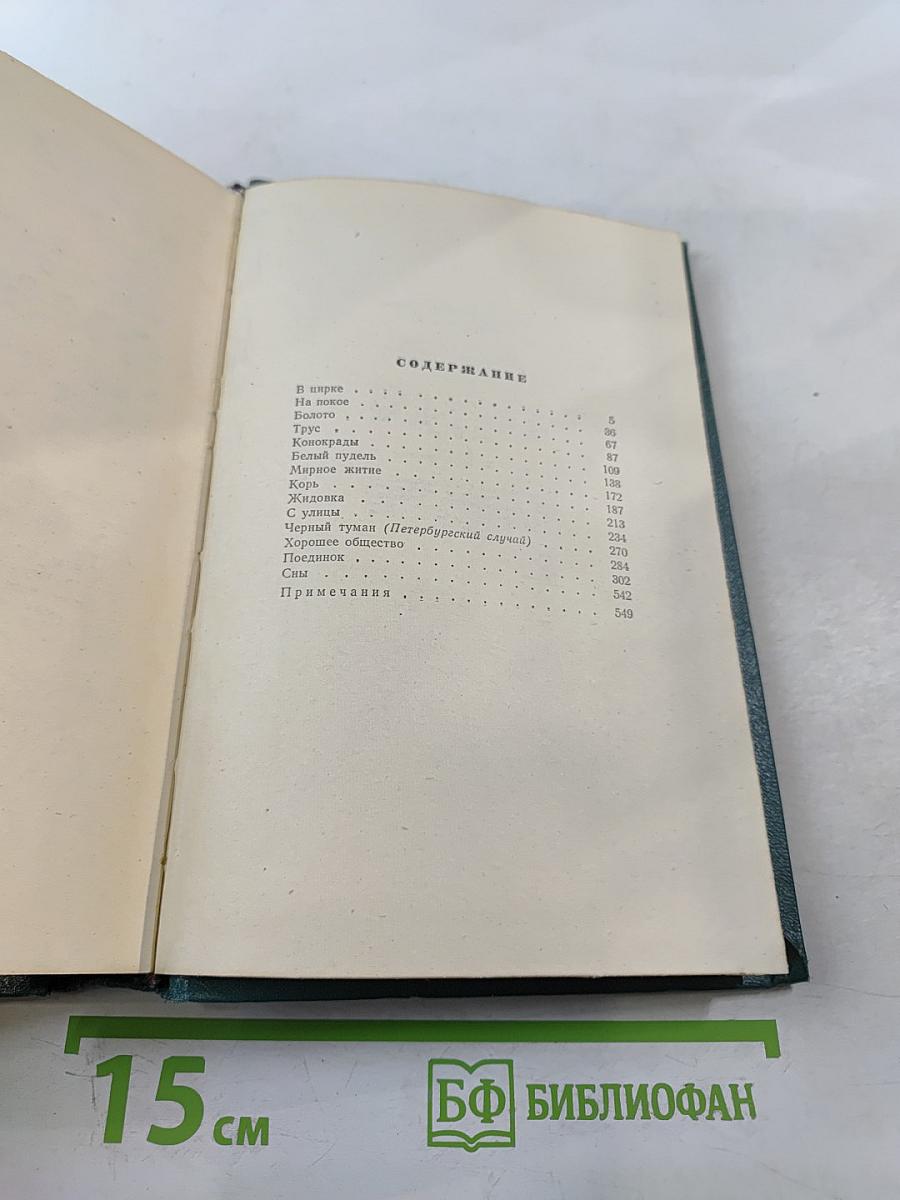 СОДЕРЖАНИЕ
В цирке . . . . . . . . . . . . 5
На покое . . . . . . . . . . . . 36
Болото . . . . . . . . . . . . 67
Трус . . . . . . . . . . . . 87
Конокрады . . . . . . . . . . . . 109
Белый пудель . . . . . . . . . . . . 138
Мирное житие . . . . . . . . . . . . 172
Корь . . . . . . . . . . . . 187
Жидовка . . . . . . . . . . . . 213
С улицы . . . . . . . . . . . . 234
Черный туман (Петербургский случай) . . . . 270
Хорошее общество . . . . . . . . . . . . 284
Поединок . . . . . . . . . . . . 302
Сны . . . . . . . . . . . . 542
Примечания . . . . . . . . . . . . 549
15 см
БФ БИБЛИОФАН